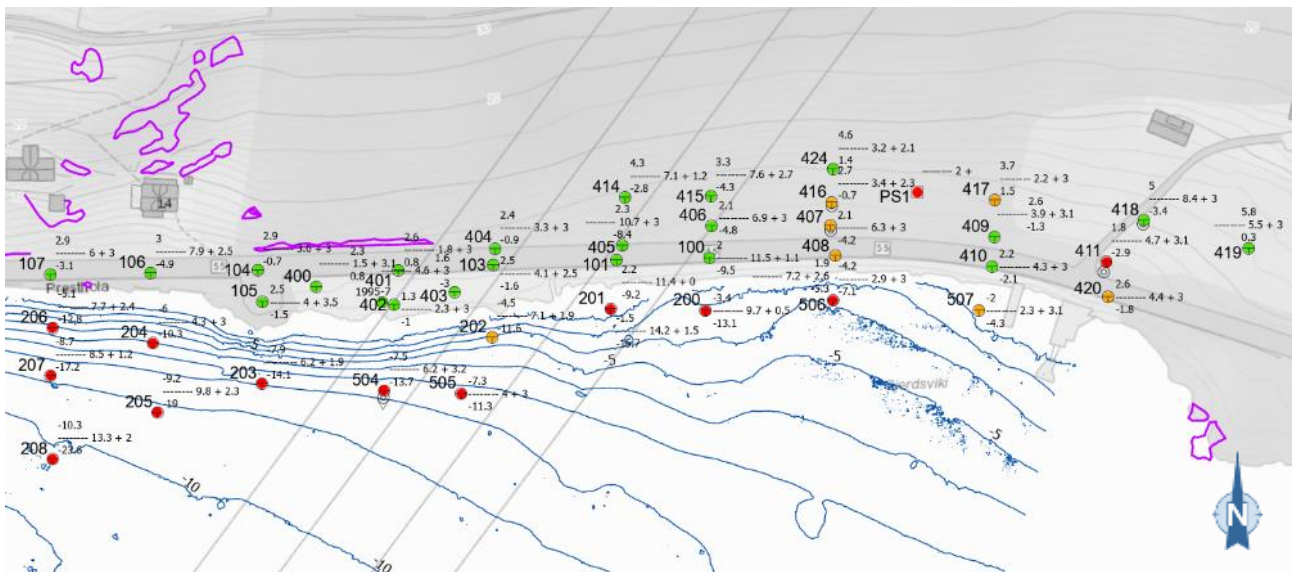 4.6
424 -------- 3.2 + 2.1
1.4
4.3
414 -------- 7.1 + 1.2
-2.8
3.3
415 -------- 7.6 + 2.7
-4.3
2.7
416 -------- 3.4 + 2.3
-0.7
PS1 -------- 2 +
3.7
417 -------- 2.2 + 3
1.5
5
418 -------- 8.4 + 3
-3.4
5.8
419 -------- 5.5 + 3
0.3
14
2.4
404 -------- 3.3 + 3
-0.9
2.3
405 -------- 10.7 + 3
-8.4
2.1
406 -------- 6.9 + 3
-4.8
2.1
407 -------- 6.3 + 3
-4.2
2.6
409 -------- 3.9 + 3.1
-1.3
1.8
411 -------- 4.7 + 3.1
-2.9
2.9
107 -------- 6 + 3
-3.1
3
106 -------- 7.9 + 2.5
-4.9
55
2.9
104 -------- 3.6 + 3
-0.7
2.3
400 -------- 1.5 + 3.1
0.8
2.6
401 -------- 1.8 + 3
0.8
1.6
403 -------- 4.6 + 3
-3
2.5
103 -------- 4.1 + 2.5
-1.6
2.2
101 -------- 11.4 + 0
-9.2
2
100 -------- 11.5 + 1.1
-9.5
1.9
408 -------- 2.9 + 3
-4.2
55
2.2
410 -------- 4.3 + 3
-2.1
2.6
420 -------- 4.4 + 3
-1.8
2.5
105 -------- 4 + 3.5
-1.5
1995-7
1.3
402 -------- 2.3 + 3
-1
-5.1
206 -------- 7.7 + 2.4
-12.8
-6
204 -------- 4.3 + 3
-10.3
-4.5
202 -------- 7.1 + 2.9
-11.6
-1.5
201 -------- 14.2 + 1.5
-3.4
200 -------- 9.7 + 0.5
-13.1
7.2 + 2.6
506
-7.1
-2
507 -------- 2.3 + 3.1
-4.3
-8.7
207 -------- 8.5 + 1.2
-17.2
-9.2
205 -------- 9.8 + 2.3
-19
-7.9
203 -------- 6.2 + 1.9
-14.1
-7.5
504 -------- 6.2 + 3.2
-13.7
-7.3
505 -------- 4 + 3
-11.3
-10.3
208 -------- 13.3 + 2
-23.6
-5
-5
-5
-5
-10
-10
N